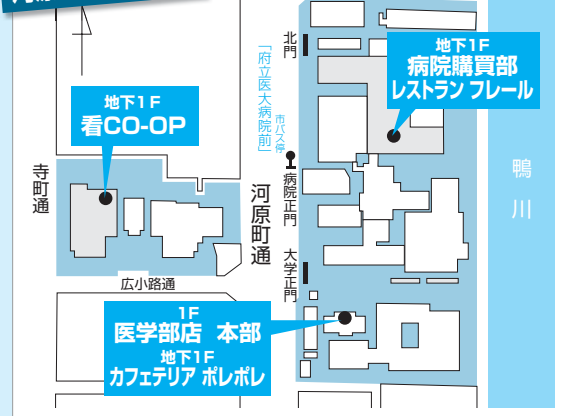 北門
「府立医大病院前」
市バス停
地下1F
病院購買部
レストラン フレール
地下1F
看CO-OP
寺町通
河原町通
病院正門
鴨川
大学正門
広小路通
1F
医学部店 本部
地下1F
カフェテリア ポレポレ